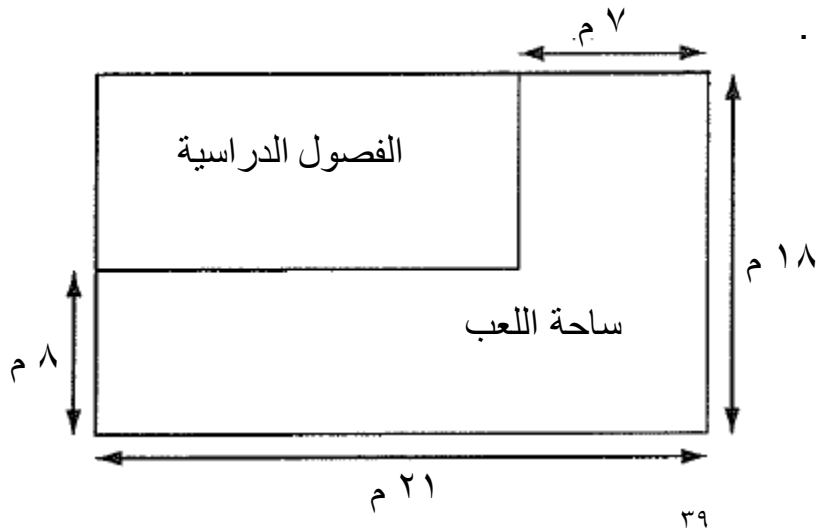 ٧ م
.
الفصول الدراسية
١٨ م
ساحة اللعب
٨ م
٢١ م
٣٩